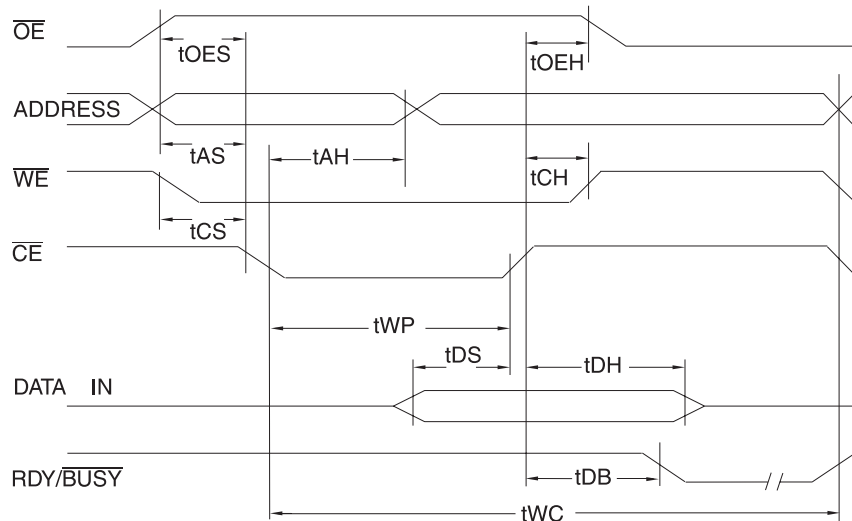 OE
tOES
tOEH
ADDRESS
tAS
tAH
tCH
WE
tCS
CE
tWP
tDS
tDH
DATA IN
RDY/BUSY
tDB
tWC